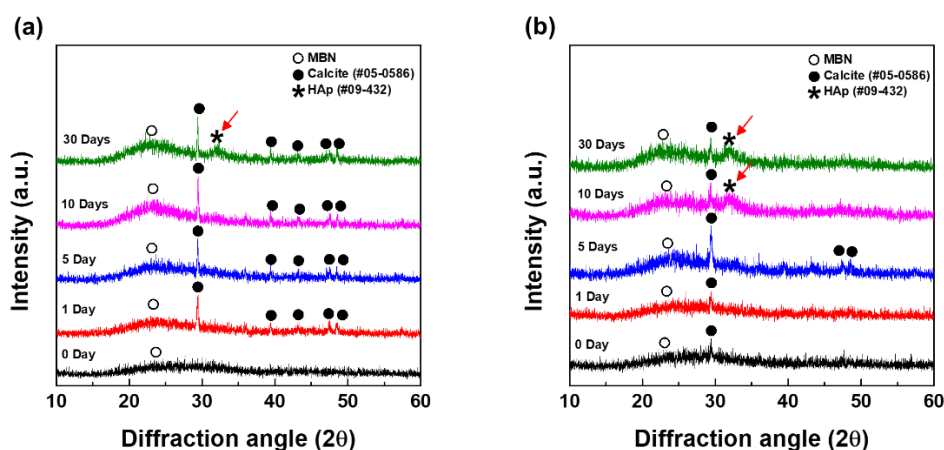 (a)
MBN
Calcite (#05-0586)
HAp (#09-432)
30 Days
10 Days
5 Day
1 Day
0 Day
Intensity (a.u.)
10 20 30 40 50 60
Diffraction angle (2θ)
(b)
MBN
Calcite (#05-0586)
HAp (#09-432)
30 Days
10 Days
5 Days
1 Day
0 Day
Intensity (a.u.)
10 20 30 40 50 60
Diffraction angle (2θ)